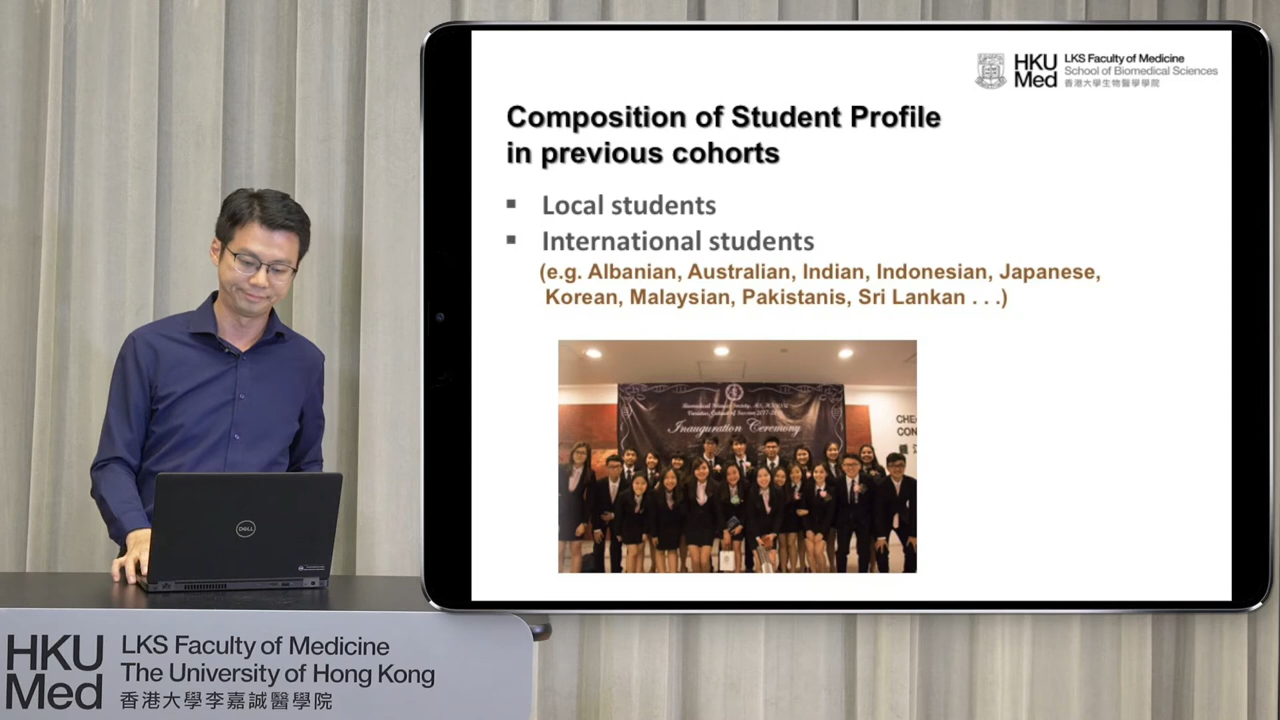 HKU
Med
LKS Faculty of Medicine
School of Biomedical Sciences
香港大學生物醫學學院
Composition of Student Profile
in previous cohorts
▪ Local students
▪ International students
(e.g. Albanian, Australian, Indian, Indonesian, Japanese,
Korean, Malaysian, Pakistanis, Sri Lankan . . .)
Inauguration Ceremony
CHE
CON
DELL
HKU
Med
LKS Faculty of Medicine
The University of Hong Kong
香港大學李嘉誠醫學院